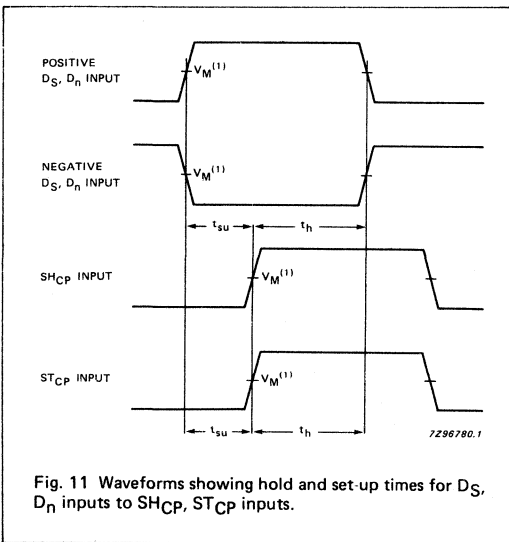 POSITIVE
DS, Dn INPUT
VM(1)
NEGATIVE
DS, Dn INPUT
VM(1)
tsu
th
SHCP INPUT
VM(1)
STCP INPUT
VM(1)
tsu
th
7Z96780.1
Fig. 11 Waveforms showing hold and set-up times for DS,
Dn inputs to SHCP, STCP inputs.